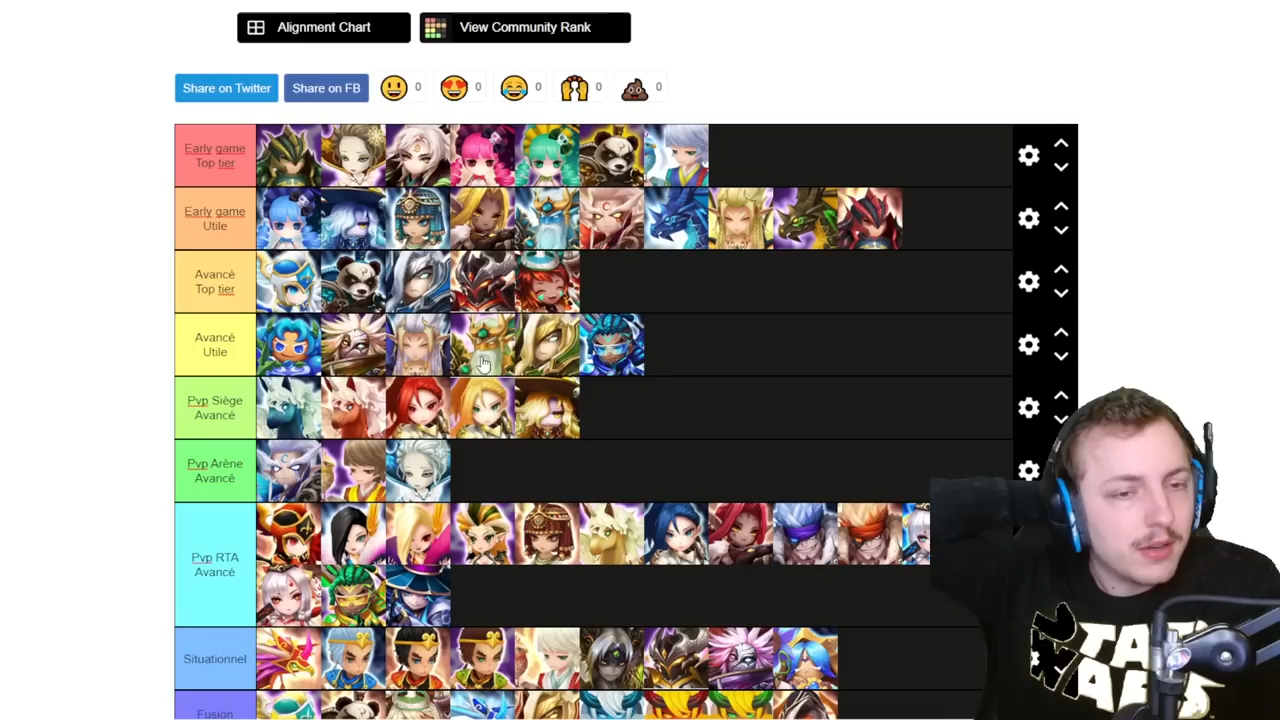 Alignment Chart
View Community Rank
Share on Twitter
Share on FB
0
0
0
0
0
Early game
Top tier
Early game
Utile
Avancé
Top tier
Avancé
Utile
Pvp Siège
Avancé
Pvp Arène
Avancé
Pvp RTA
Avancé
Situationnel
Fusion